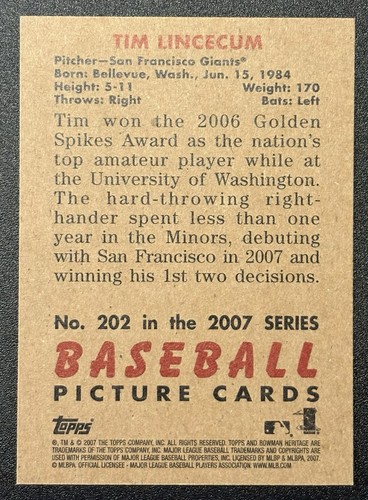 TIM LINCECUM
Pitcher—San Francisco Giants®
Born: Bellevue, Wash., Jun. 15, 1984
Height: 5-11 Weight: 170
Throws: Right Bats: Left
Tim won the 2006 Golden
Spikes Award as the nation's
top amateur player while at
the University of Washington.
The hard-throwing right-
hander spent less than one
year in the Minors, debuting
with San Francisco in 2007 and
winning his 1st two decisions.
No. 202 in the 2007 SERIES
BASEBALL
PICTURE CARDS
Topps
®, TM & © 2007 THE TOPPS COMPANY, INC. ALL RIGHTS RESERVED. TOPPS AND BOWMAN HERITAGE ARE
TRADEMARKS OF THE TOPPS COMPANY, INC. MAJOR LEAGUE BASEBALL TRADEMARKS AND COPYRIGHTS ARE
USED WITH PERMISSION OF MAJOR LEAGUE BASEBALL PROPERTIES, INC. LICENSED BY MLBP & MLBPA, 2007.
© MLBPA. OFFICIAL LICENSEE - MAJOR LEAGUE BASEBALL PLAYERS ASSOCIATION. WWW.MLB.COM